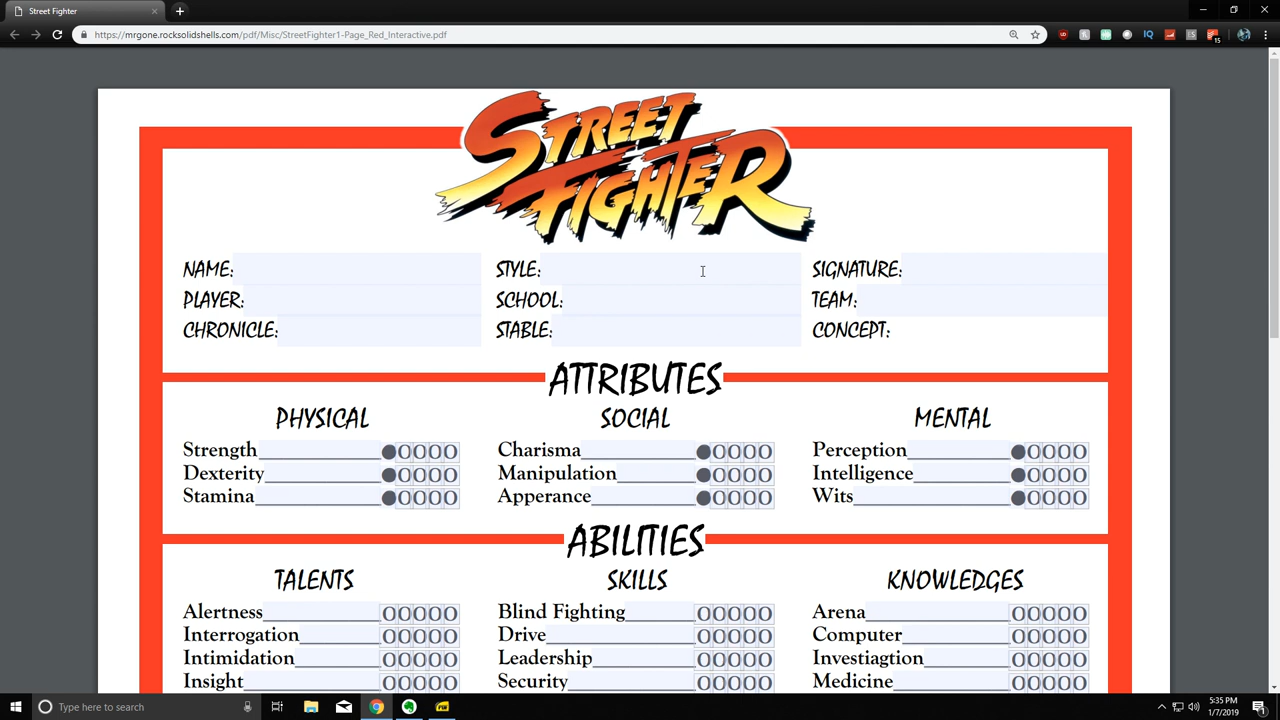 Street Fighter
https://mrgone.rocksolidshells.com/pdf/Misc/StreetFighter1-Page_Red_Interactive.pdf
15
STREET
FIGHTER
NAME: STYLE: SIGNATURE:
PLAYER: SCHOOL: TEAM:
CHRONICLE: STABLE: CONCEPT:
ATTRIBUTES
PHYSICAL SOCIAL MENTAL
Strength Charisma Perception
Dexterity Manipulation Intelligence
Stamina Apperance Wits
ABILITIES
TALENTS SKILLS KNOWLEDGES
Alertness Blind Fighting Arena
Interrogation Drive Computer
Intimidation Leadership Investiagtion
Insight Security Medicine
Type here to search
5:35 PM
1/7/2019